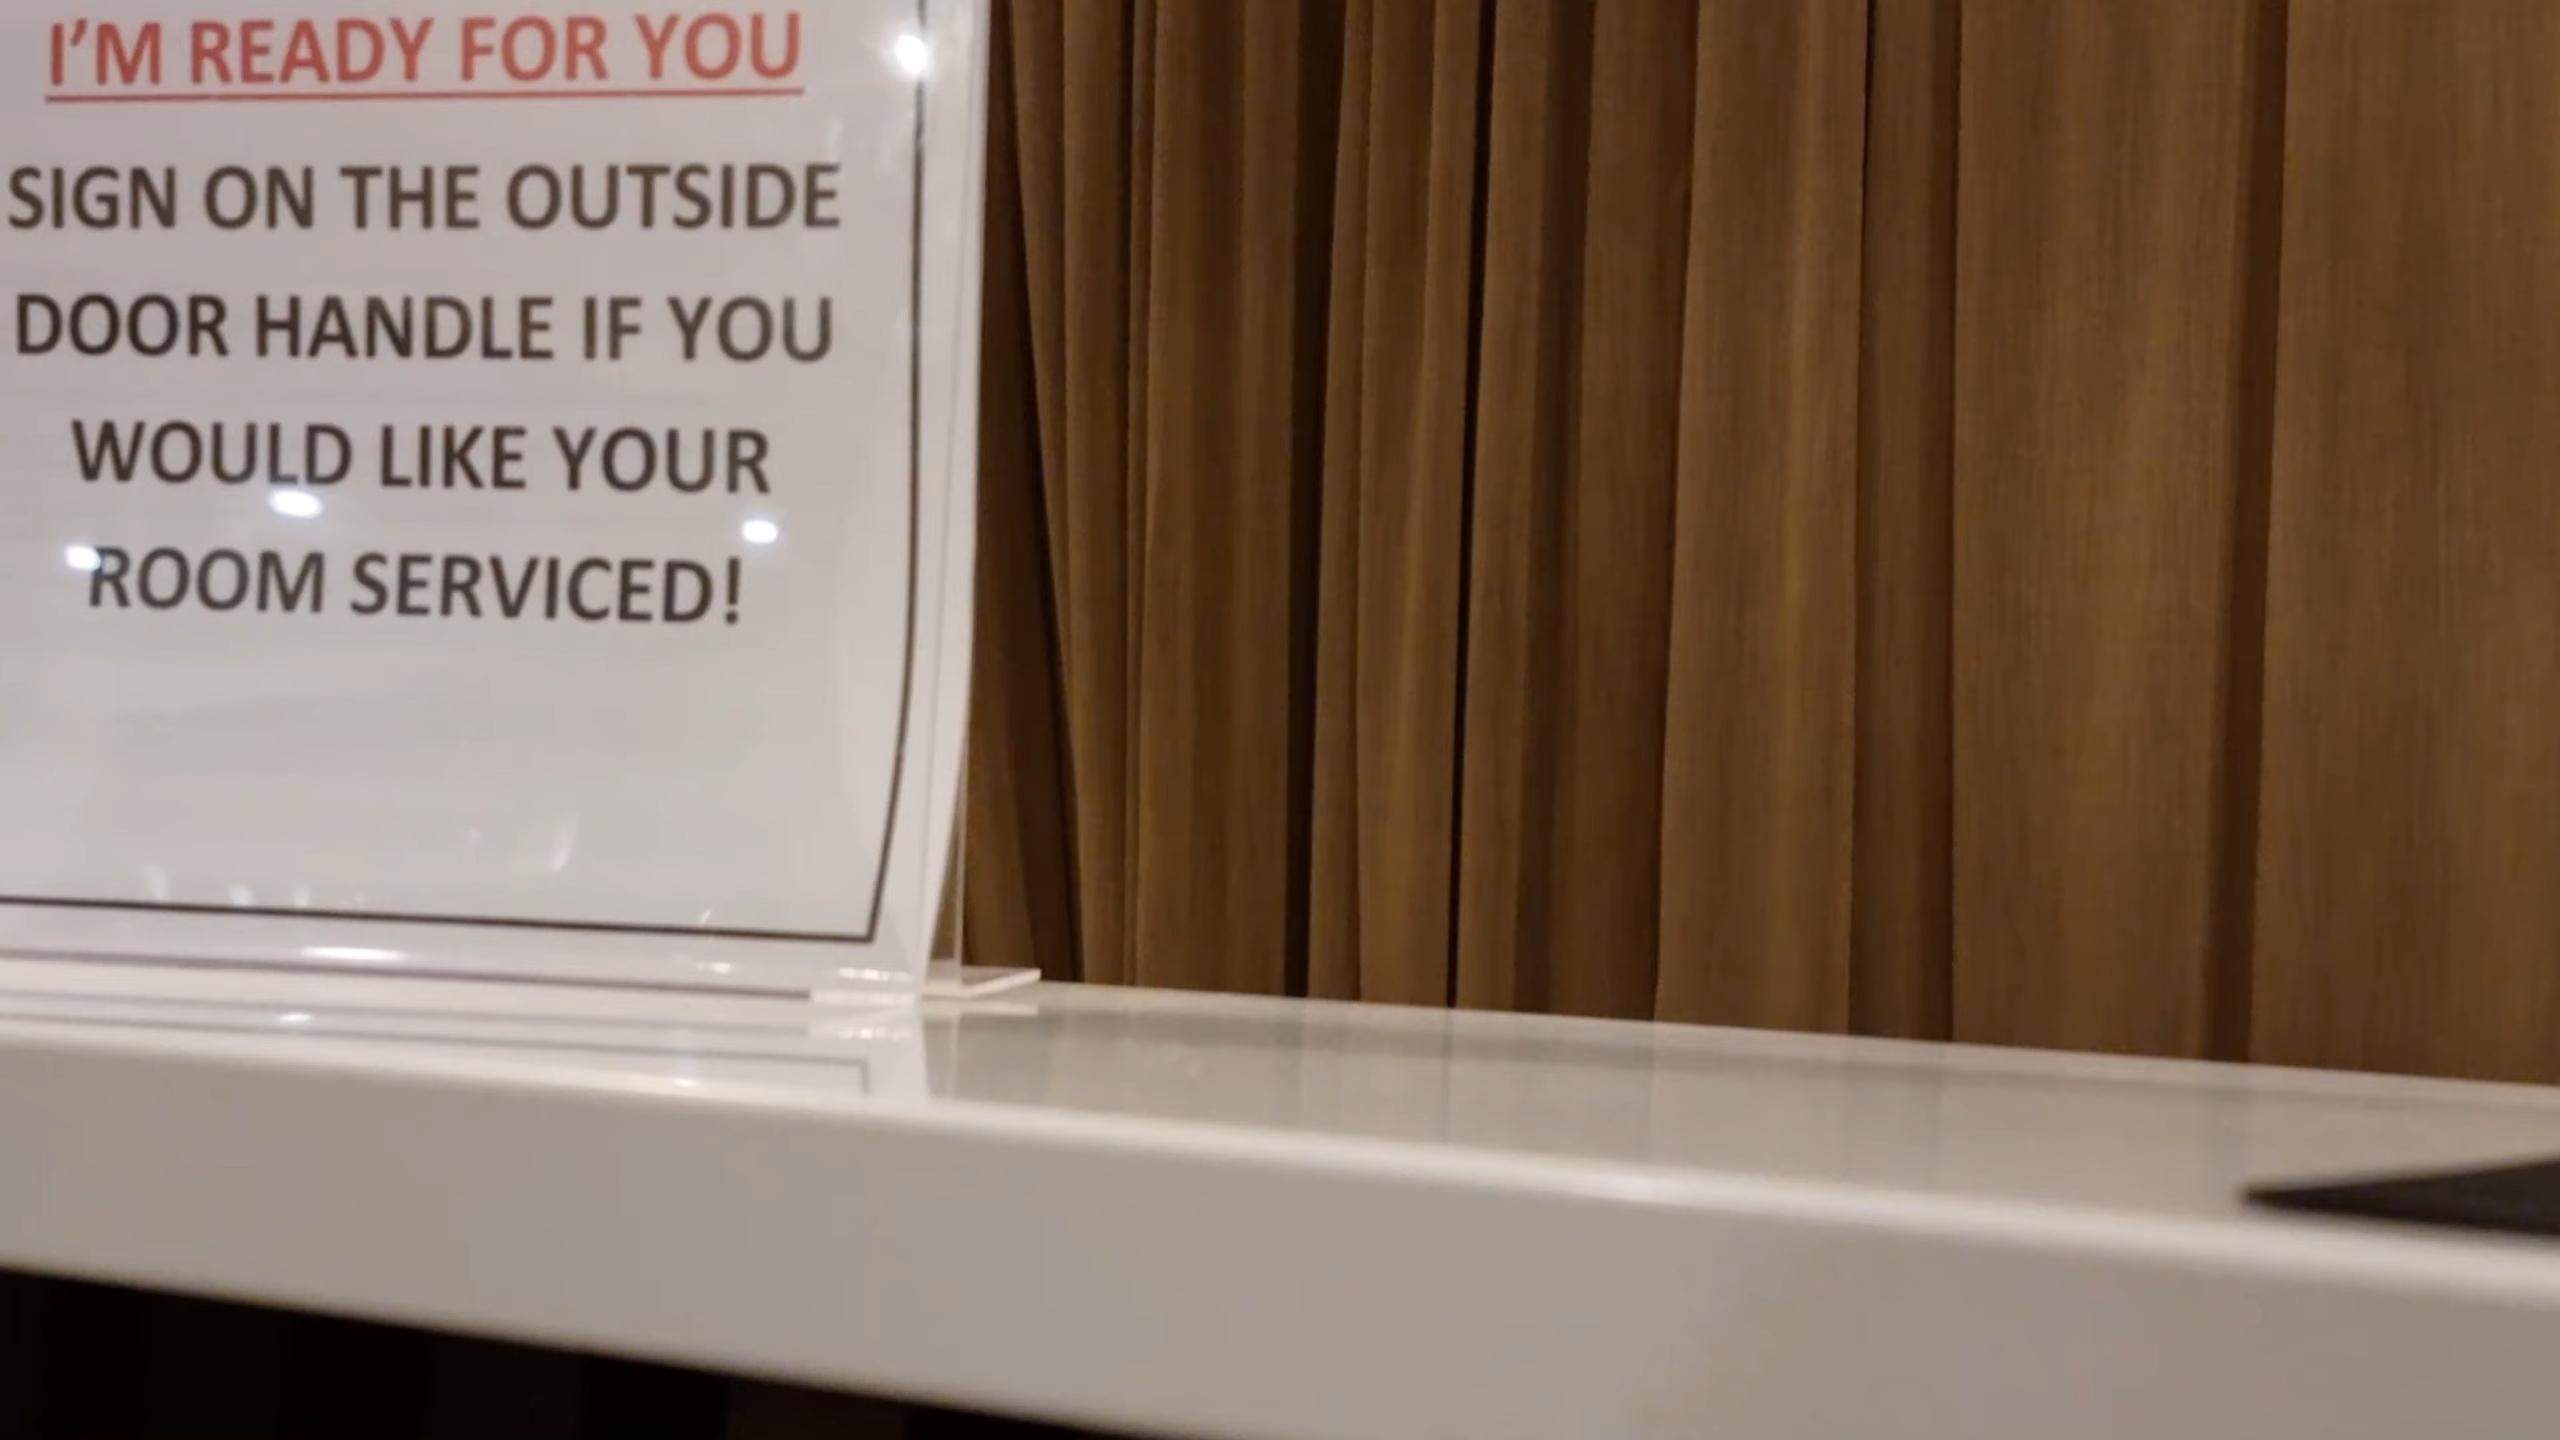 I'M READY FOR YOU
SIGN ON THE OUTSIDE
DOOR HANDLE IF YOU
WOULD LIKE YOUR
ROOM SERVICED!